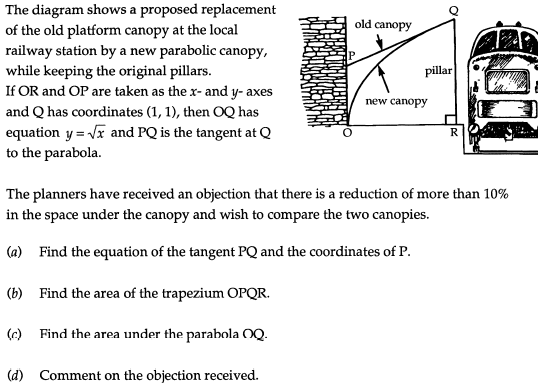 The diagram shows a proposed replacement
of the old platform canopy at the local
railway station by a new parabolic canopy,
while keeping the original pillars.
If OR and OP are taken as the x- and y- axes
and Q has coordinates (1, 1), then OQ has
equation y = √x and PQ is the tangent at Q
to the parabola.
Q
old canopy
P
pillar
new canopy
O
R
The planners have received an objection that there is a reduction of more than 10%
in the space under the canopy and wish to compare the two canopies.
(a) Find the equation of the tangent PQ and the coordinates of P.
(b) Find the area of the trapezium OPQR.
(c) Find the area under the parabola OQ.
(d) Comment on the objection received.